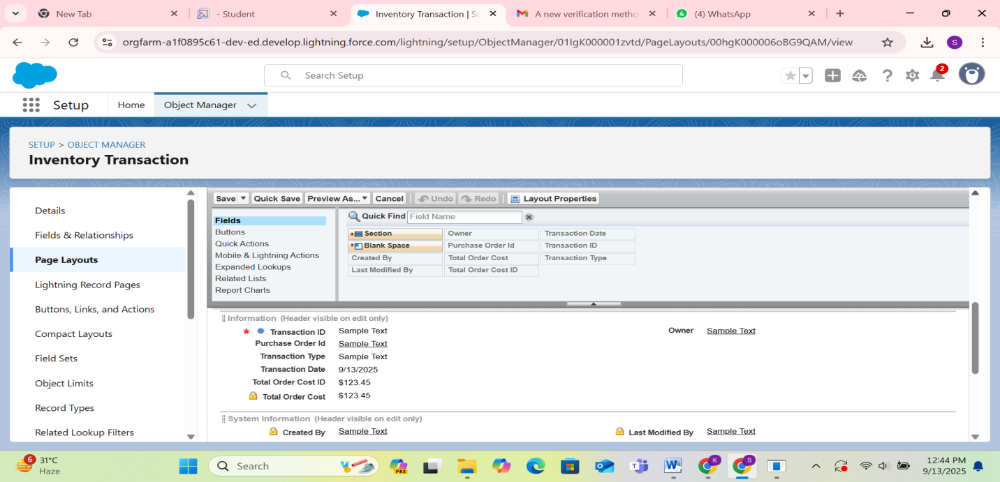 New Tab
- Student
Inventory Transaction | Sa
A new verification metho
(4) WhatsApp
4
orgfarm-a1f0895c61-dev-ed.develop.lightning.force.com/lightning/setup/ObjectManager/01IgK000001zvtd/PageLayouts/00hgK000006oBG9QAM/view
S
Search Setup
2
Setup
Home
Object Manager
SETUP > OBJECT MANAGER
Inventory Transaction
Details
Fields & Relationships
Page Layouts
Lightning Record Pages
Buttons, Links, and Actions
Compact Layouts
Field Sets
Object Limits
Record Types
Related Lookup Filters
Save Quick Save Preview As... Cancel Undo Redo Layout Properties
Fields
Buttons
Quick Actions
Mobile & Lightning Actions
Expanded Lookups
Related Lists
Report Charts
Quick Find Field Name
Section Owner Transaction Date
Blank Space Purchase Order Id Transaction ID
Created By Total Order Cost Transaction Type
Last Modified By Total Order Cost ID
Information (Header visible on edit only)
* Transaction ID Sample Text Owner Sample Text
Purchase Order Id Sample Text
Transaction Type Sample Text
Transaction Date 9/13/2025
Total Order Cost ID $123.45
Total Order Cost $123.45
System Information (Header visible on edit only)
Created By Sample Text Last Modified By Sample Text
6
31°C
Haze
Search
PRE
K
S
12:44 PM
9/13/2025